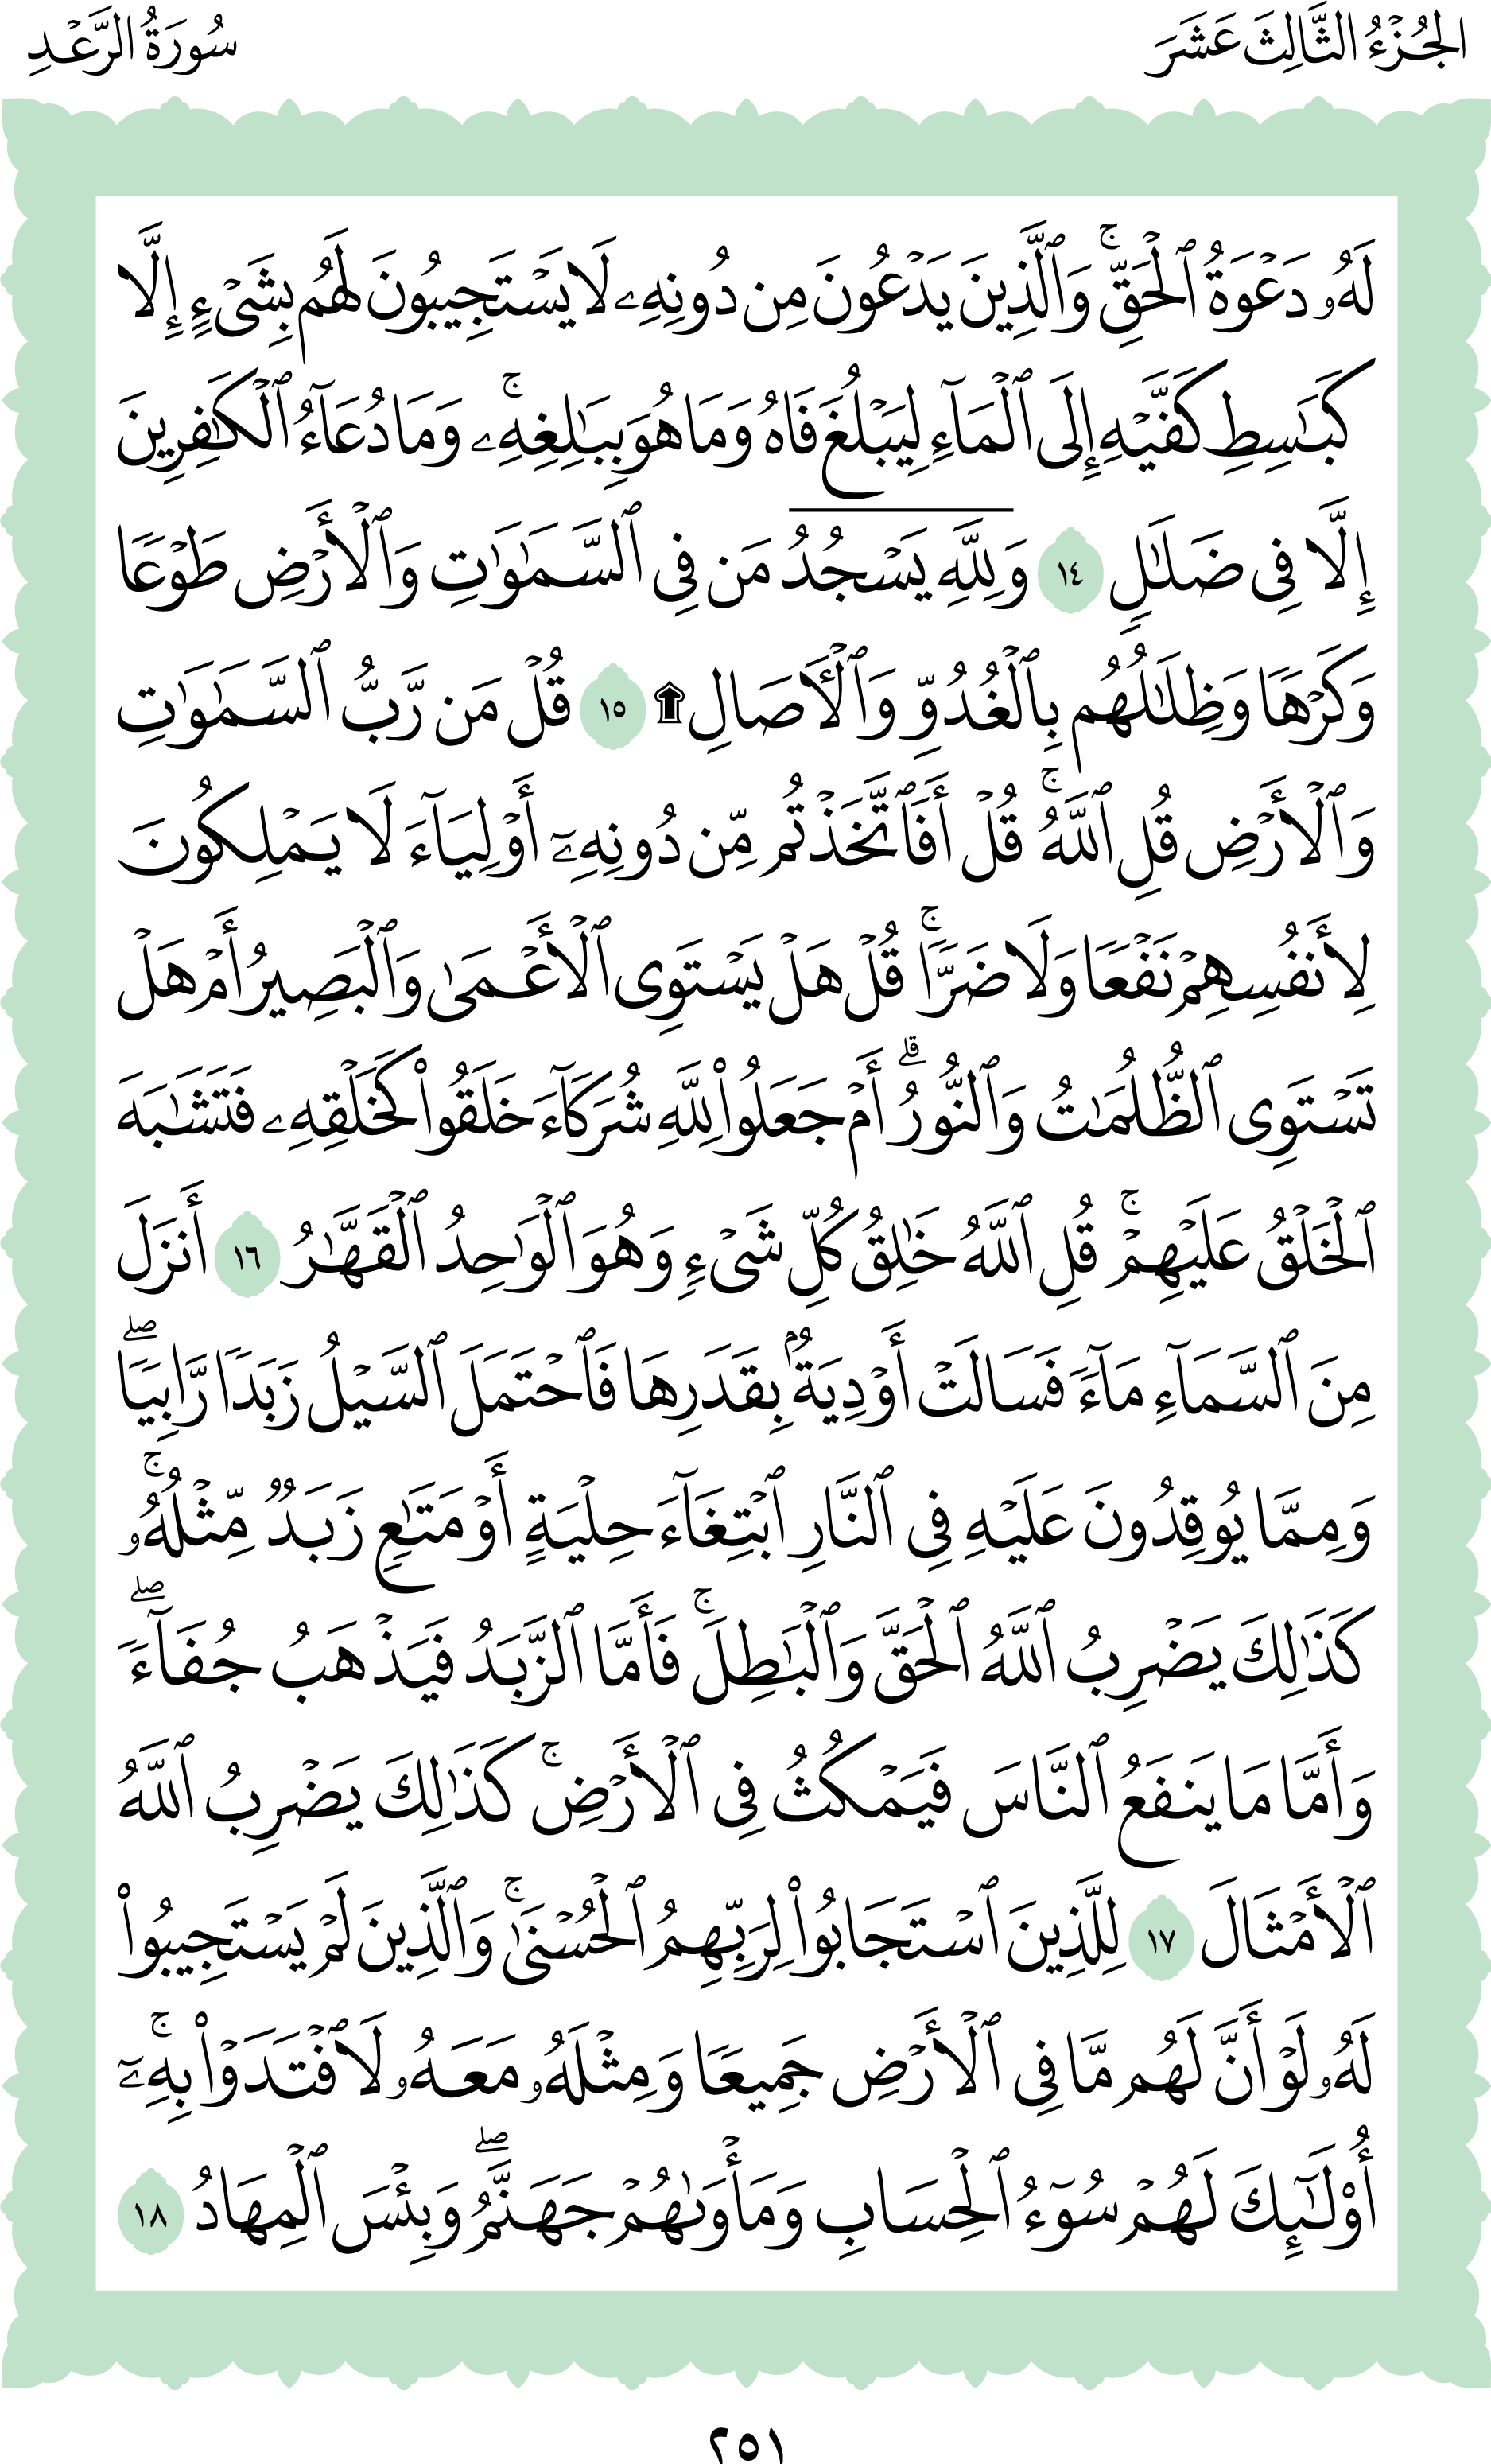 الجُزْءُ الثَّالِثَ عَشَرَ
سُورَةُ الرَّعْدِ
لَهُۥ دَعْوَةُ ٱلْحَقِّۚ وَٱلَّذِينَ يَدْعُونَ مِن دُونِهِۦ لَا يَسْتَجِيبُونَ لَهُم بِشَىْءٍ إِلَّا
كَبَـٰسِطِ كَفَّيْهِ إِلَى ٱلْمَآءِ لِيَبْلُغَ فَاهُ وَمَا هُوَ بِبَـٰلِغِهِۦۚ وَمَا دُعَآءُ ٱلْكَـٰفِرِينَ
إِلَّا فِى ضَلَـٰلٍ ١٤ وَلِلَّهِ يَسْجُدُ مَن فِى ٱلسَّمَـٰوَٰتِ وَٱلْأَرْضِ طَوْعًا
وَكَرْهًا وَظِلَـٰلُهُم بِٱلْغُدُوِّ وَٱلْـَٔاصَالِ ۩ ١٥ قُلْ مَن رَّبُّ ٱلسَّمَـٰوَٰتِ
وَٱلْأَرْضِ قُلِ ٱللَّهُۚ قُلْ أَفَٱتَّخَذْتُم مِّن دُونِهِۦٓ أَوْلِيَآءَ لَا يَمْلِكُونَ
لِأَنفُسِهِمْ نَفْعًا وَلَا ضَرًّاۚ قُلْ هَلْ يَسْتَوِى ٱلْأَعْمَىٰ وَٱلْبَصِيرُ أَمْ هَلْ
تَسْتَوِى ٱلظُّلُمَـٰتُ وَٱلنُّورُۗ أَمْ جَعَلُوا۟ لِلَّهِ شُرَكَآءَ خَلَقُوا۟ كَخَلْقِهِۦ فَتَشَـٰبَهَ
ٱلْخَلْقُ عَلَيْهِمْۚ قُلِ ٱللَّهُ خَـٰلِقُ كُلِّ شَىْءٍ وَهُوَ ٱلْوَٰحِدُ ٱلْقَهَّـٰرُ ١٦ أَنزَلَ
مِنَ ٱلسَّمَآءِ مَآءً فَسَالَتْ أَوْدِيَةٌۢ بِقَدَرِهَا فَٱحْتَمَلَ ٱلسَّيْلُ زَبَدًا رَّابِيًاۖ
وَمِمَّا يُوقِدُونَ عَلَيْهِ فِى ٱلنَّارِ ٱبْتِغَآءَ حِلْيَةٍ أَوْ مَتَـٰعٍ زَبَدٌ مِّثْلُهُۥۚ
كَذَٰلِكَ يَضْرِبُ ٱللَّهُ ٱلْحَقَّ وَٱلْبَـٰطِلَۚ فَأَمَّا ٱلزَّبَدُ فَيَذْهَبُ جُفَآءًۖ
وَأَمَّا مَا يَنفَعُ ٱلنَّاسَ فَيَمْكُثُ فِى ٱلْأَرْضِۚ كَذَٰلِكَ يَضْرِبُ ٱللَّهُ
ٱلْأَمْثَالَ ١٧ لِلَّذِينَ ٱسْتَجَابُوا۟ لِرَبِّهِمُ ٱلْحُسْنَىٰۚ وَٱلَّذِينَ لَمْ يَسْتَجِيبُوا۟
لَهُۥ لَوْ أَنَّ لَهُم مَّا فِى ٱلْأَرْضِ جَمِيعًا وَمِثْلَهُۥ مَعَهُۥ لَٱفْتَدَوْا۟ بِهِۦٓۚ
أُو۟لَـٰٓئِكَ لَهُمْ سُوٓءُ ٱلْحِسَابِ وَمَأْوَىٰهُمْ جَهَنَّمُۖ وَبِئْسَ ٱلْمِهَادُ ١٨
٢٥١